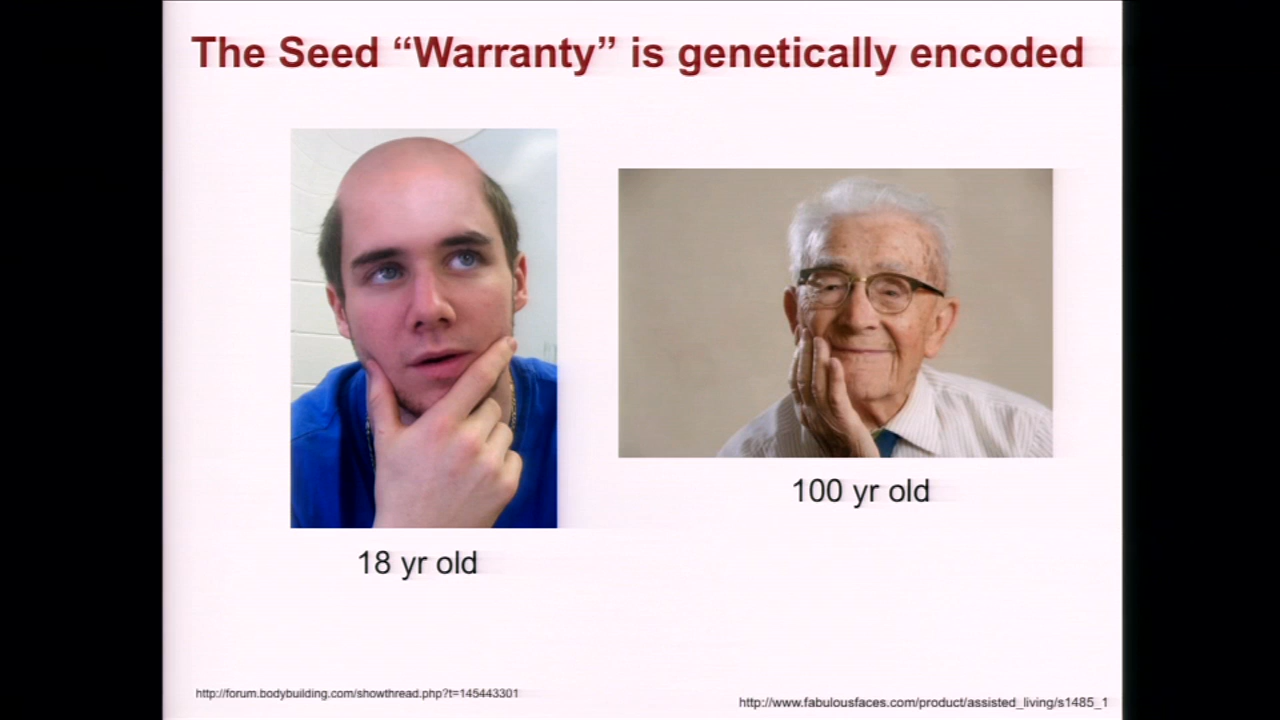 The Seed “Warranty” is genetically encoded
100 yr old
18 yr old
http://forum.bodybuilding.com/showthread.php?t=145443301
http://www.fabulousfaces.com/product/assisted_living/s1485_1